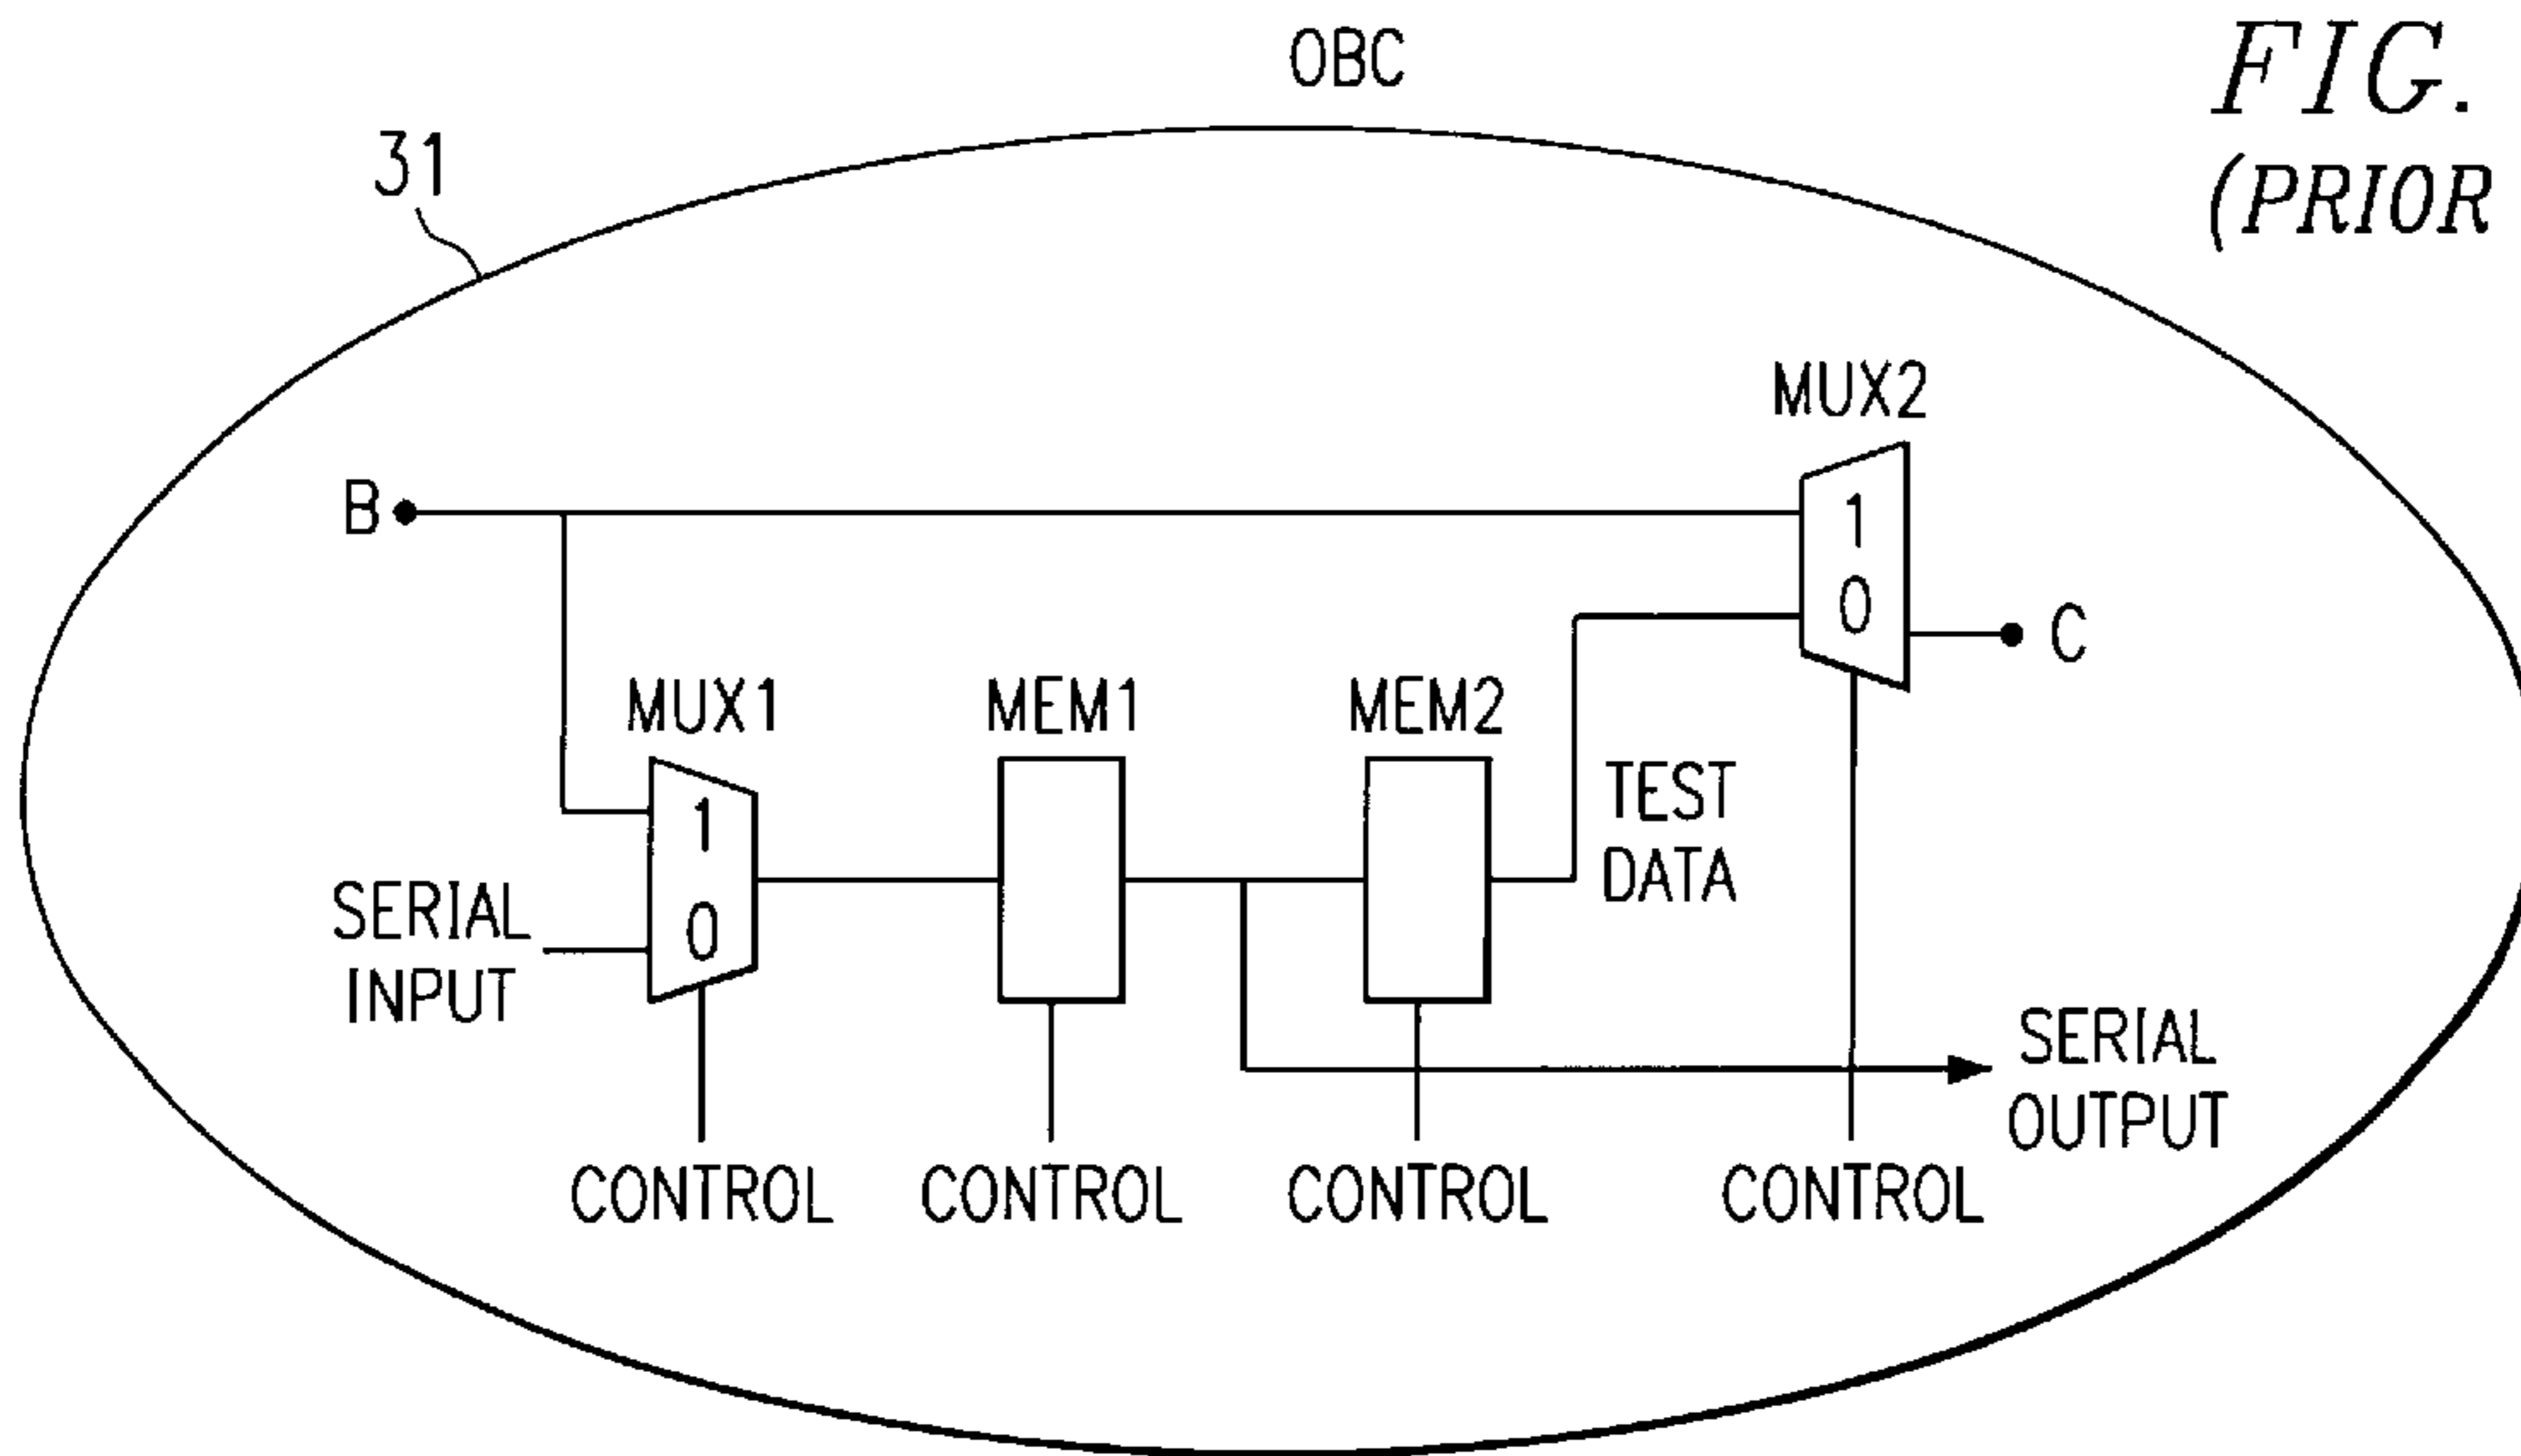 OBC
FIG.
(PRIOR
31
MUX2
B
1
0
C
MUX1
MEM1
MEM2
1
0
TEST
DATA
SERIAL
INPUT
SERIAL
OUTPUT
CONTROL
CONTROL
CONTROL
CONTROL